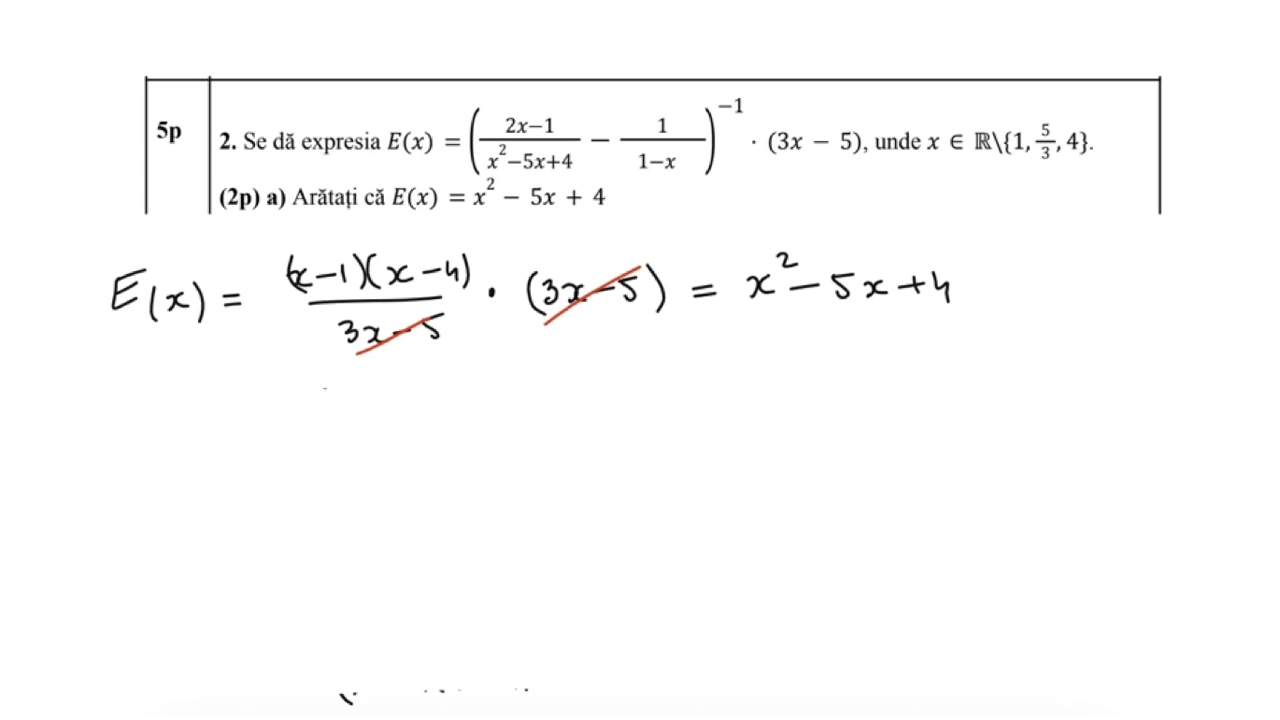 5p
2. Se dă expresia E(x) = ( (2x−1)/(x²−5x+4) − 1/(1−x) )⁻¹ · (3x − 5), unde x ∈ ℝ\{1, 5/3, 4}.
(2p) a) Arătați că E(x) = x² − 5x + 4
E(x) = (x−1)(x−4)/(3x−5) · (3x−5) = x² − 5x + 4